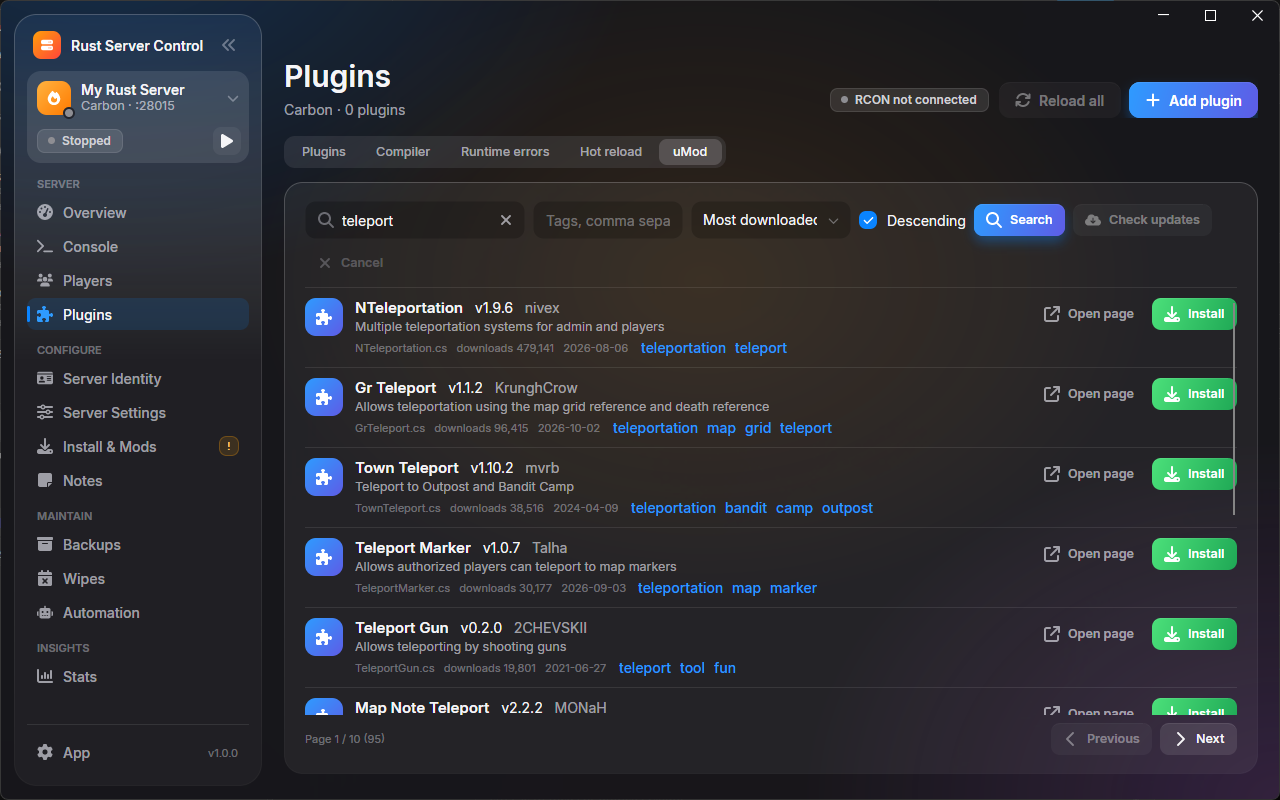 Rust Server Control
My Rust Server
Carbon · :28015
Stopped
SERVER
Overview
Console
Players
Plugins
CONFIGURE
Server Identity
Server Settings
Install & Mods !
Notes
MAINTAIN
Backups
Wipes
Automation
INSIGHTS
Stats
App v1.0.0
Plugins
Carbon · 0 plugins
RCON not connected Reload all Add plugin
Plugins Compiler Runtime errors Hot reload uMod
teleport Tags, comma sepa Most downloaded Descending Search Check updates
Cancel
NTeleportation v1.9.6 nivex Open page Install
Multiple teleportation systems for admin and players
NTeleportation.cs downloads 479,141 2026-08-06 teleportation teleport
Gr Teleport v1.1.2 KrunghCrow Open page Install
Allows teleportation using the map grid reference and death reference
GrTeleport.cs downloads 96,415 2026-10-02 teleportation map grid teleport
Town Teleport v1.10.2 mvrb Open page Install
Teleport to Outpost and Bandit Camp
TownTeleport.cs downloads 38,516 2024-04-09 teleportation bandit camp outpost
Teleport Marker v1.0.7 Talha Open page Install
Allows authorized players can teleport to map markers
TeleportMarker.cs downloads 30,177 2026-09-03 teleportation map marker
Teleport Gun v0.2.0 2CHEVSKII Open page Install
Allows teleporting by shooting guns
TeleportGun.cs downloads 19,801 2021-06-27 teleport tool fun
Map Note Teleport v2.2.2 MONaH Open page Install
Page 1 / 10 (95) Previous Next